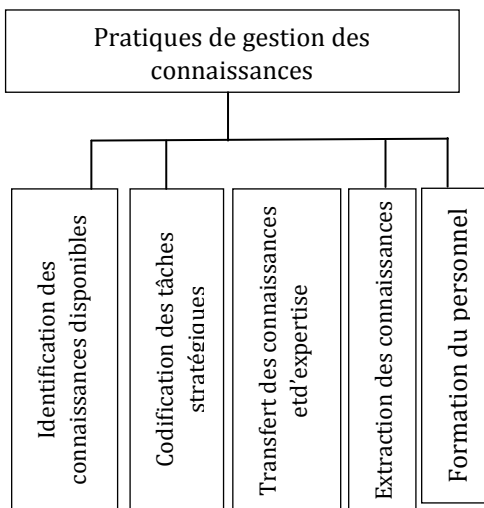 Pratiques de gestion des
connaissances
Identification des
connaissances disponibles
Codification des tâches
stratégiques
Transfert des connaissances
etd'expertise
Extraction des connaissances
Formation du personnel